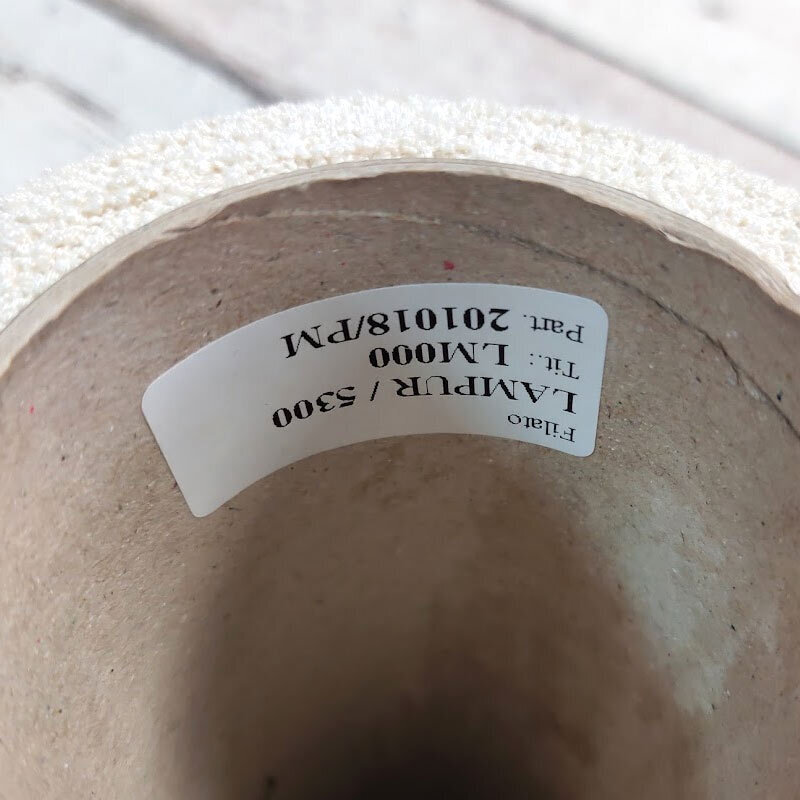 Filato
LAMPUR / 5300
Tit.: LM000
Part. 201018/PM